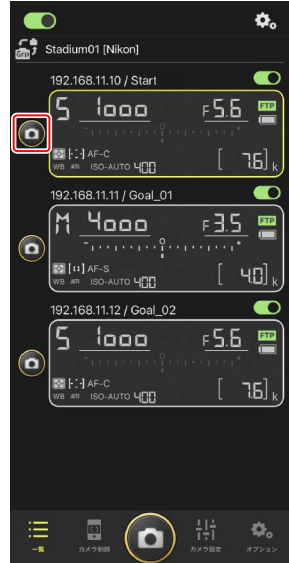 Grp Stadium01 [Nikon]
192.168.11.10 / Start
S 1000 F5.6 FTP
- 0 +
AF-C
WB ISO-AUTO 400 [ 7.6] k
192.168.11.11 / Goal_01
M 4000 F3.5 FTP
- 0 +
AF-S
WB ISO-AUTO 400 [ 4.0] k
192.168.11.12 / Goal_02
S 1000 F5.6 FTP
- 0 +
AF-C
WB ISO-AUTO 400 [ 7.6] k
一覧 カメラ制御 カメラ設定 オプション